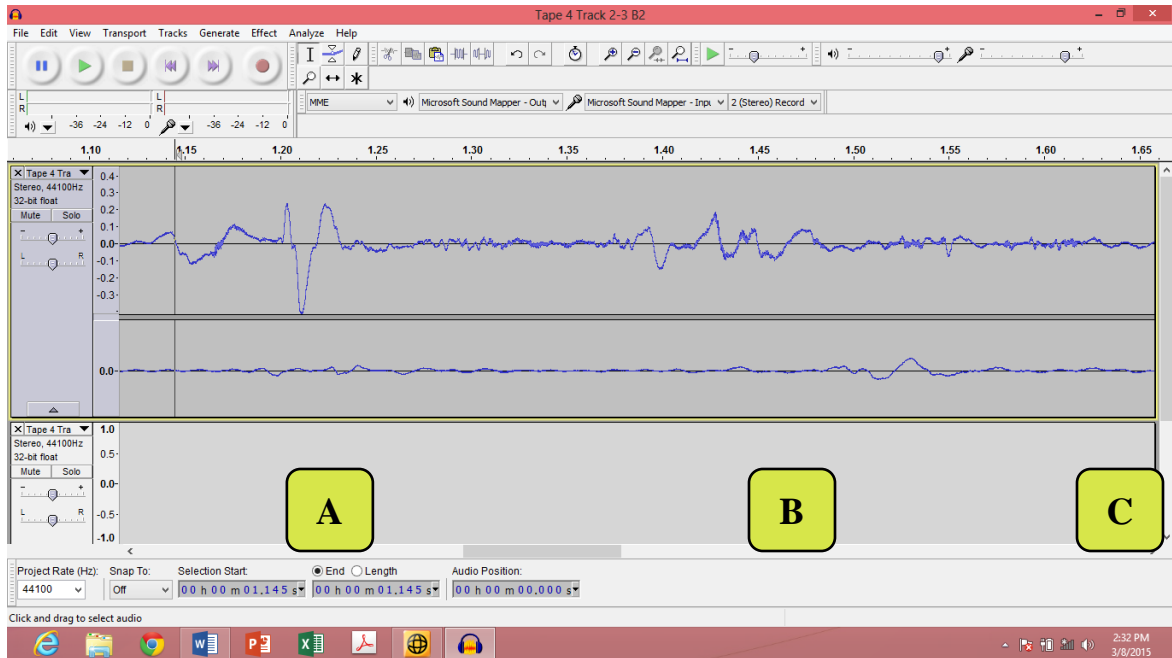 Tape 4 Track 2-3 B2
File Edit View Transport Tracks Generate Effect Analyze Help
L
R
-36 -24 -12 0
L
R
-36 -24 -12 0
MME
Microsoft Sound Mapper - Outp
Microsoft Sound Mapper - Inpu
2 (Stereo) Record
1.10 1.15 1.20 1.25 1.30 1.35 1.40 1.45 1.50 1.55 1.60 1.65
Tape 4 Tra
Stereo, 44100Hz
32-bit float
Mute Solo
- +
L R
0.4
0.3
0.2
0.1
0.0
-0.1
-0.2
-0.3
0.0
Tape 4 Tra
Stereo, 44100Hz
32-bit float
Mute Solo
- +
L R
1.0
0.5
0.0
-0.5
-1.0
A
B
C
Project Rate (Hz): Snap To: Selection Start: End Length Audio Position:
44100 Off 00 h 00 m 01.145 s 00 h 00 m 01.145 s 00 h 00 m 00.000 s
Click and drag to select audio
2:32 PM
3/8/2015